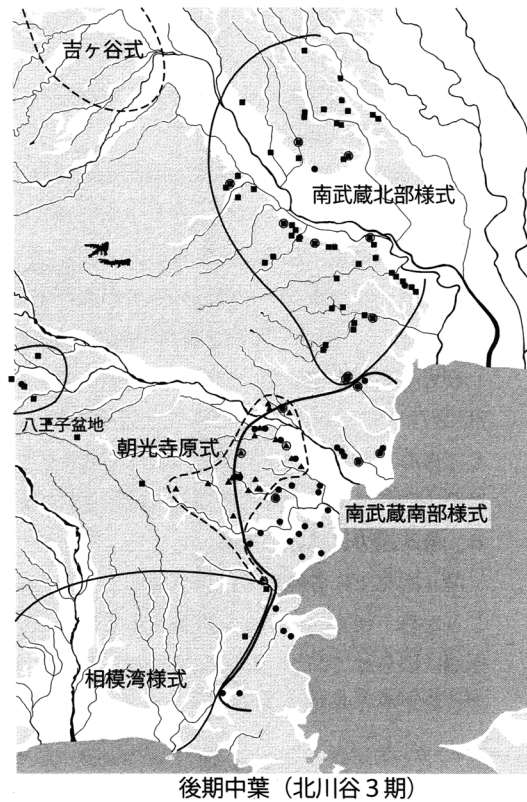 吉ヶ谷式
南武蔵北部様式
八王子盆地
朝光寺原式
南武蔵南部様式
相模湾様式
後期中葉（北川谷３期）